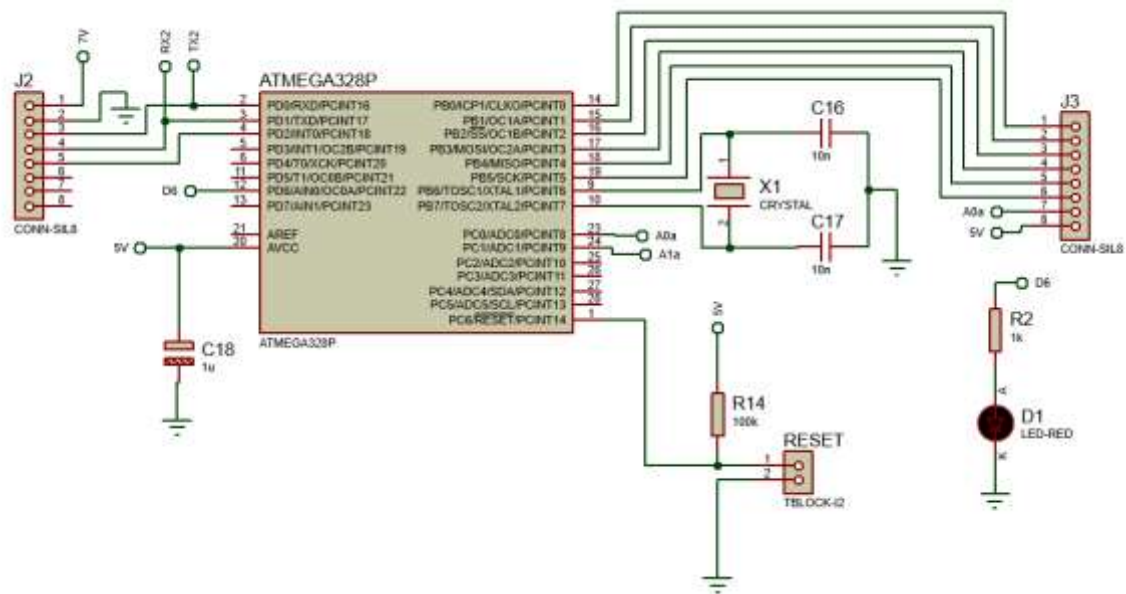 7V
RX2
TX2
J2
1
2
3
4
5
6
7
8
CONN-SIL8
ATMEGA328P
2 PD0/RXD/PCINT16
3 PD1/TXD/PCINT17
4 PD2/INT0/PCINT18
5 PD3/INT1/OC2B/PCINT19
6 PD4/T0/XCK/PCINT20
11 PD5/T1/OC0B/PCINT21
12 PD6/AIN0/OC0A/PCINT22
13 PD7/AIN1/PCINT23
21 AREF
20 AVCC
PB0/ICP1/CLKO/PCINT0 14
PB1/OC1A/PCINT1 15
PB2/SS/OC1B/PCINT2 16
PB3/MOSI/OC2A/PCINT3 17
PB4/MISO/PCINT4 18
PB5/SCK/PCINT5 19
PB6/TOSC1/XTAL1/PCINT6 9
PB7/TOSC2/XTAL2/PCINT7 10
PC0/ADC0/PCINT8 23
PC1/ADC1/PCINT9 24
PC2/ADC2/PCINT10 25
PC3/ADC3/PCINT11 26
PC4/ADC4/SDA/PCINT12 27
PC5/ADC5/SCL/PCINT13 28
PC6/RESET/PCINT14 1
ATMEGA328P
D6
5V
C18
1u
A0a
A1a
C16
10n
1
X1
CRYSTAL
2
C17
10n
J3
1
2
3
4
5
6
7
8
A0a
5V
CONN-SIL8
5V
R14
100k
RESET
1
2
TBLOCK-I2
D6
R2
1k
A
D1
LED-RED
K